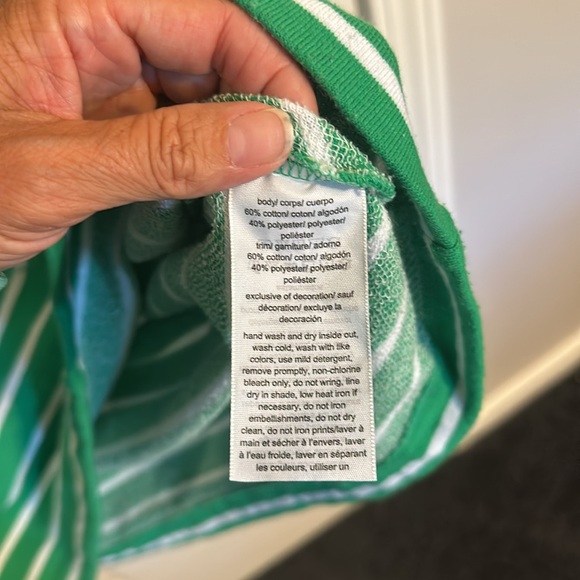 body/ corps/ cuerpo
60% cotton/ coton/ algodón
40% polyester/ polyester/
poliéster
trim/ garniture/ adorno
60% cotton/ coton/ algodón
40% polyester/ polyester/
poliéster
exclusive of decoration/ sauf
décoration/ excluye la
decoración
hand wash and dry inside out,
wash cold, wash with like
colors, use mild detergent,
remove promptly, non-chlorine
bleach only, do not wring, line
dry in shade, low heat iron if
necessary, do not iron
embellishments, do not dry
clean, do not iron prints/laver à
main et sécher à l'envers, laver
à l'eau froide, laver en séparant
les couleurs, utiliser un